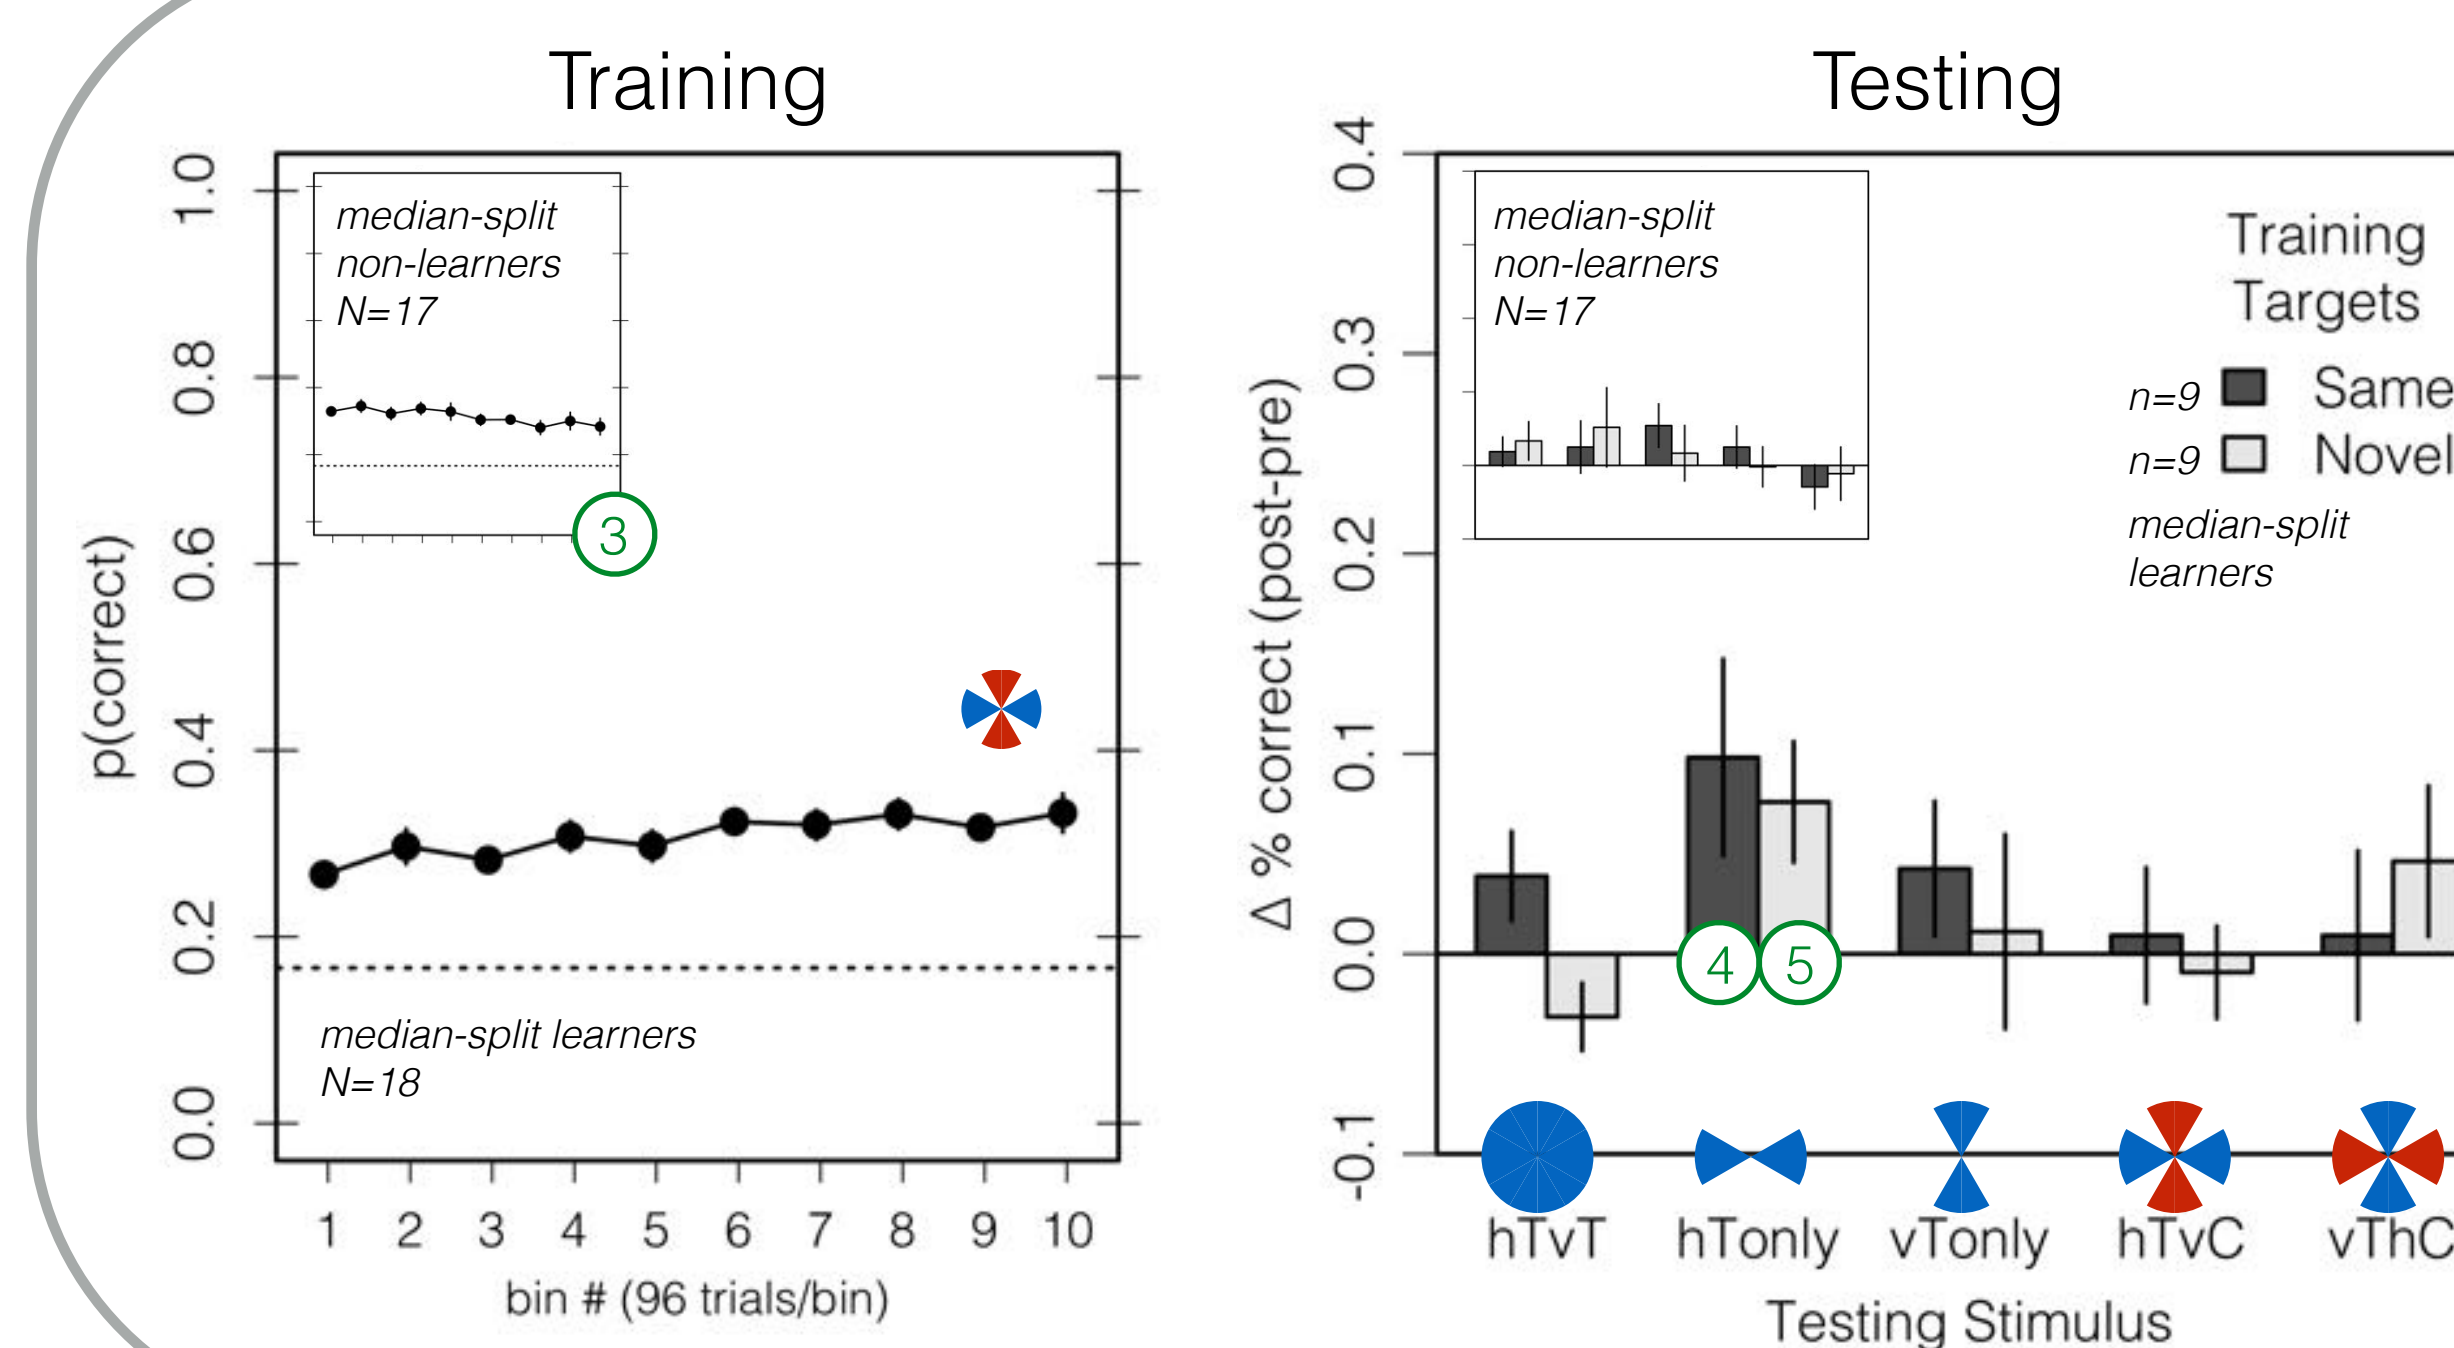 Training
Testing
1.0
0.8
0.6
0.4
0.2
0.0
p(correct)
median-split
non-learners
N=17
3
median-split learners
N=18
1 2 3 4 5 6 7 8 9 10
bin # (96 trials/bin)
0.4
0.3
0.2
0.1
0.0
-0.1
Δ % correct (post-pre)
median-split
non-learners
N=17
Training
Targets
n=9 Same
n=9 Novel
median-split
learners
4 5
hTvT hTonly vTonly hTvC vThC
Testing Stimulus